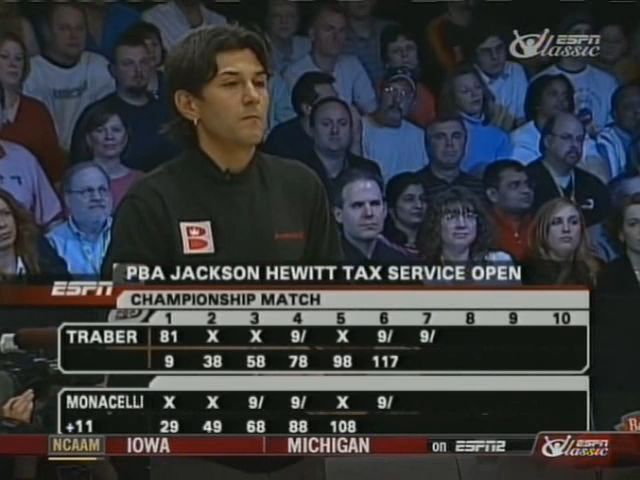 ESPN
Classic
B
PBA JACKSON HEWITT TAX SERVICE OPEN
ESPN
CHAMPIONSHIP MATCH
1 2 3 4 5 6 7 8 9 10
TRABER 81 X X 9/ X 9/ 9/
9 38 58 78 98 117
MONACELLI X X 9/ 9/ X 9/
+11 29 49 68 88 108
NCAAM IOWA MICHIGAN on ESPN2 ESPN Classic